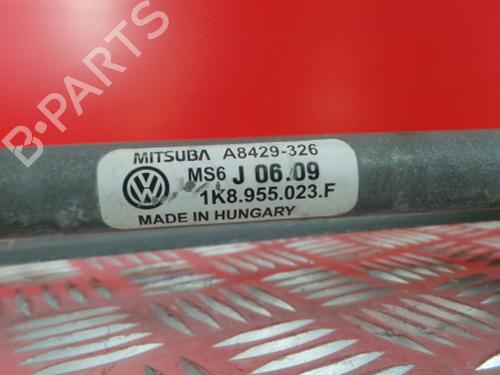 MITSUBA A8429-326
MS6 J 06.09
1K8.955.023.F
MADE IN HUNGARY
B-PARTS